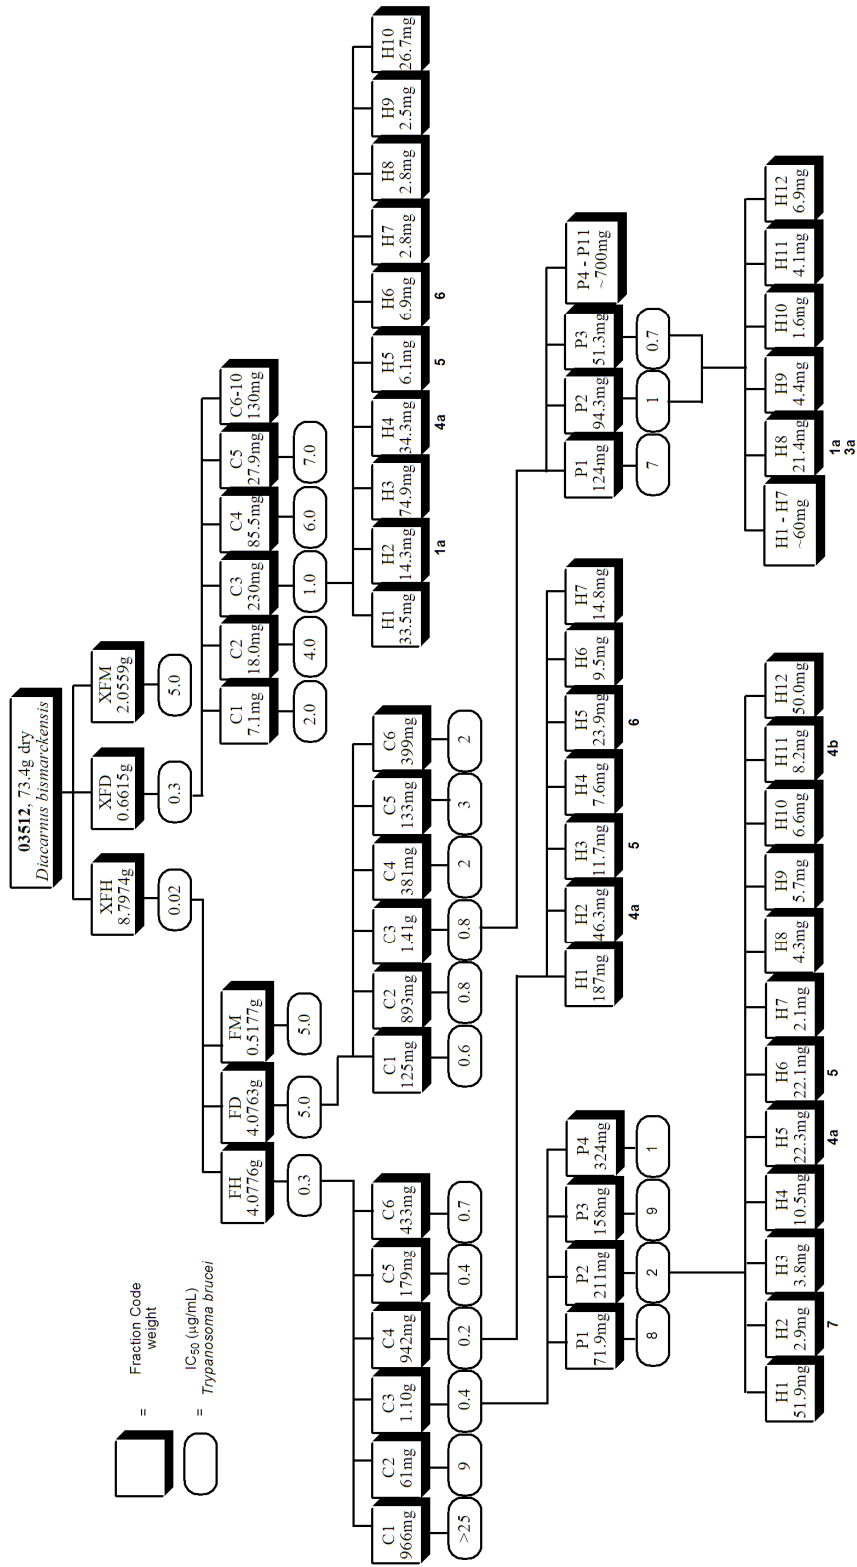 03512, 73.4g dry
Diacarnus bismarckensis
XFH
8.7974g
XFD
0.6615g
XFM
2.0559g
0.02
0.3
5.0
= Fraction Code
weight
= IC50 (µg/mL)
Trypanosoma brucei
FH
4.0776g
FD
4.0763g
FM
0.5177g
0.3
5.0
5.0
C1
7.1mg
C2
18.0mg
C3
230mg
C4
85.5mg
C5
27.9mg
C6-10
130mg
2.0
4.0
1.0
6.0
7.0
C1
966mg
C2
61mg
C3
1.10g
C4
942mg
C5
179mg
C6
433mg
>25
9
0.4
0.2
0.4
0.7
C1
125mg
C2
893mg
C3
1.41g
C4
381mg
C5
133mg
C6
399mg
0.6
0.8
0.8
2
3
2
H1
33.5mg
H2
14.3mg
H3
74.9mg
H4
34.3mg
H5
6.1mg
H6
6.9mg
H7
2.8mg
H8
2.8mg
H9
2.5mg
H10
26.7mg
1a
4a
5
6
P1
71.9mg
P2
211mg
P3
158mg
P4
324mg
8
2
9
1
H1
187mg
H2
46.3mg
H3
11.7mg
H4
7.6mg
H5
23.9mg
H6
9.5mg
H7
14.8mg
4a
5
6
P1
124mg
P2
94.3mg
P3
51.3mg
P4 - P11
~700mg
7
1
0.7
H1
51.9mg
H2
2.9mg
H3
3.8mg
H4
10.5mg
H5
22.3mg
H6
22.1mg
H7
2.1mg
H8
4.3mg
H9
5.7mg
H10
6.6mg
H11
8.2mg
H12
50.0mg
7
4a
5
4b
H1 - H7
~60mg
H8
21.4mg
H9
4.4mg
H10
1.6mg
H11
4.1mg
H12
6.9mg
1a
3a